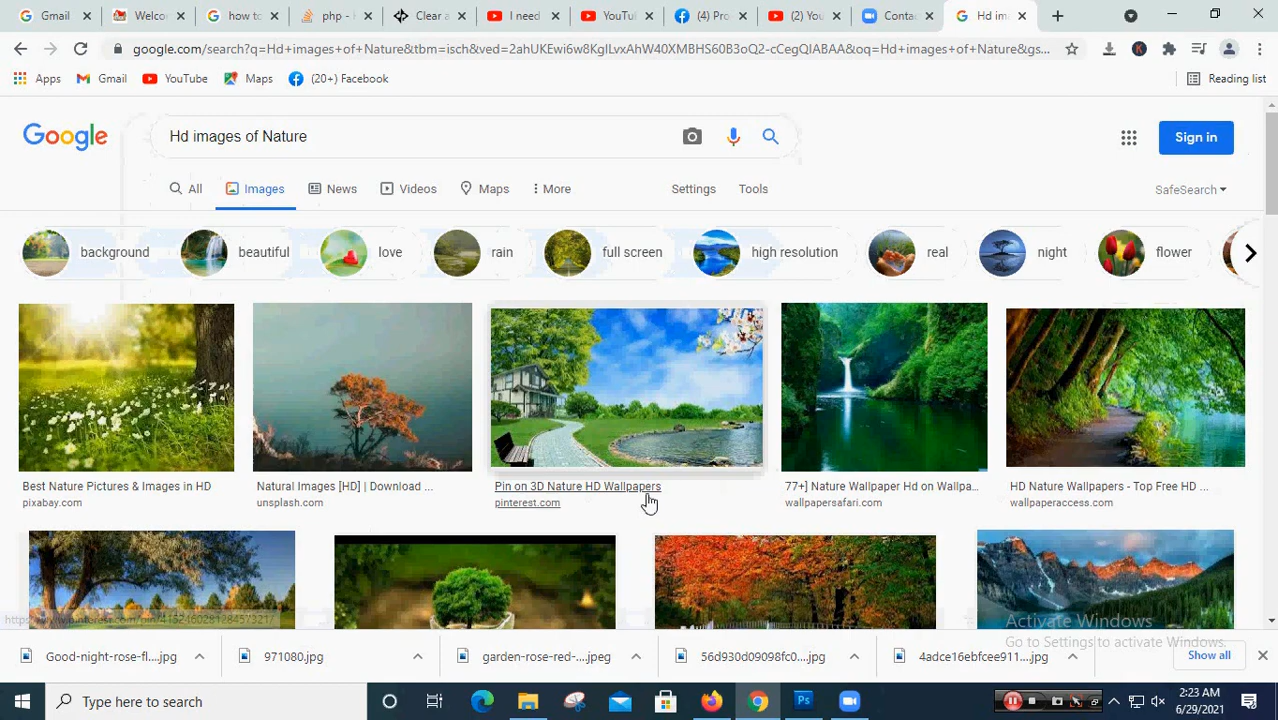 Gmail
Welcon
how to
php - H
Clear a
I need
YouTu
(4) Pro
(2) You
Conta
Hd im
google.com/search?q=Hd+images+of+Nature&tbm=isch&ved=2ahUKEwi6w8KgILvxAhW40XMBHS60B3oQ2-cCegQIABAA&oq=Hd+images+of+Nature&gs...
Apps
Gmail
YouTube
Maps
(20+) Facebook
Reading list
Google
Hd images of Nature
Sign in
All
Images
News
Videos
Maps
More
Settings
Tools
SafeSearch
background
beautiful
love
rain
full screen
high resolution
real
night
flower
Best Nature Pictures & Images in HD
pixabay.com
Natural Images [HD] | Download ...
unsplash.com
Pin on 3D Nature HD Wallpapers
pinterest.com
77+] Nature Wallpaper Hd on Wallpa...
wallpapersafari.com
HD Nature Wallpapers - Top Free HD ...
wallpaperaccess.com
Activate Windows
Go to Settings to activate Windows.
Good-night-rose-fl....jpg
971080.jpg
garden-rose-red-....jpeg
56d930d09098fc0....jpg
4adce16ebfcee911....jpg
Show all
Type here to search
2:23 AM
6/29/2021